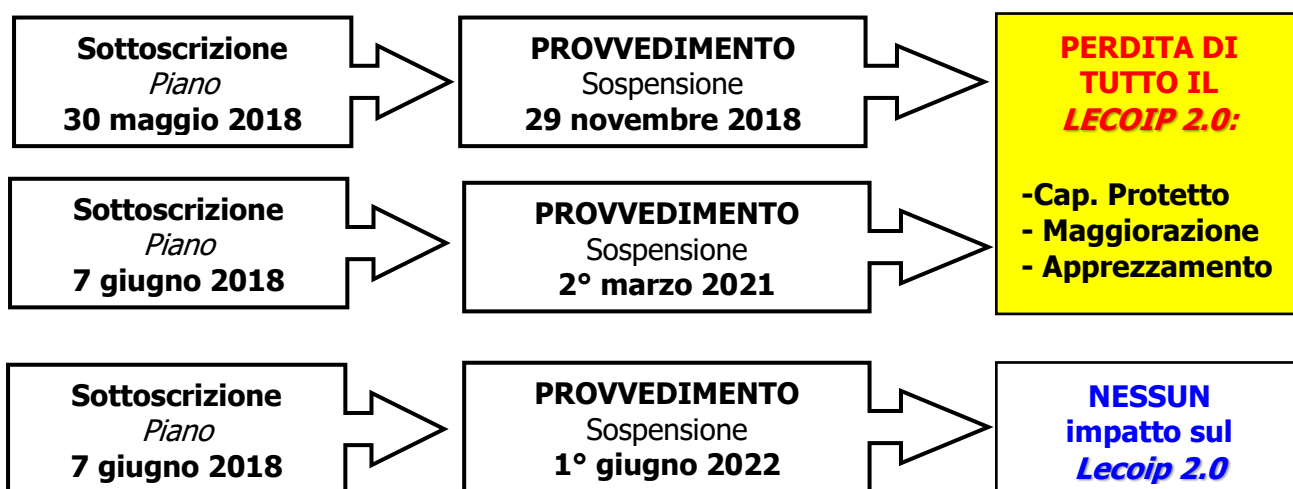 Sottoscrizione
Piano
30 maggio 2018
PROVVEDIMENTO
Sospensione
29 novembre 2018
PERDITA DI
TUTTO IL
LECOIP 2.0:
-Cap. Protetto
- Maggiorazione
- Apprezzamento
Sottoscrizione
Piano
7 giugno 2018
PROVVEDIMENTO
Sospensione
2° marzo 2021
Sottoscrizione
Piano
7 giugno 2018
PROVVEDIMENTO
Sospensione
1° giugno 2022
NESSUN
impatto sul
Lecoip 2.0